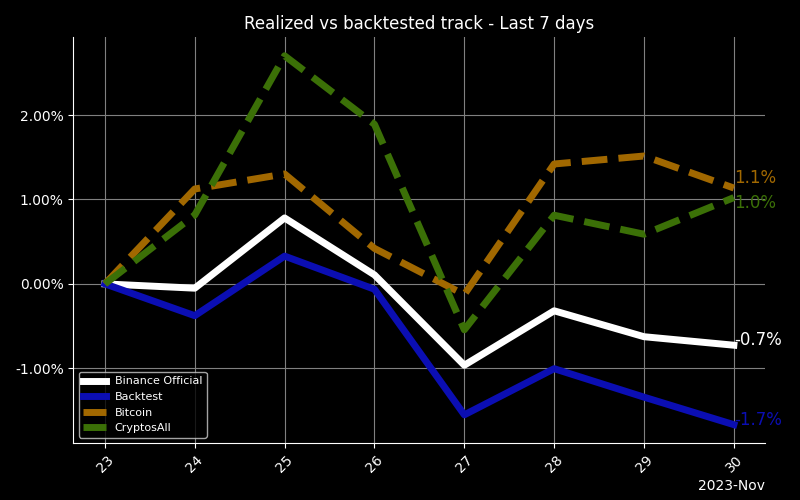 Realized vs backtested track - Last 7 days
2.00%
1.00%
0.00%
-1.00%
1.1%
1.0%
-0.7%
-1.7%
Binance Official
Backtest
Bitcoin
CryptosAll
23
24
25
26
27
28
29
30
2023-Nov